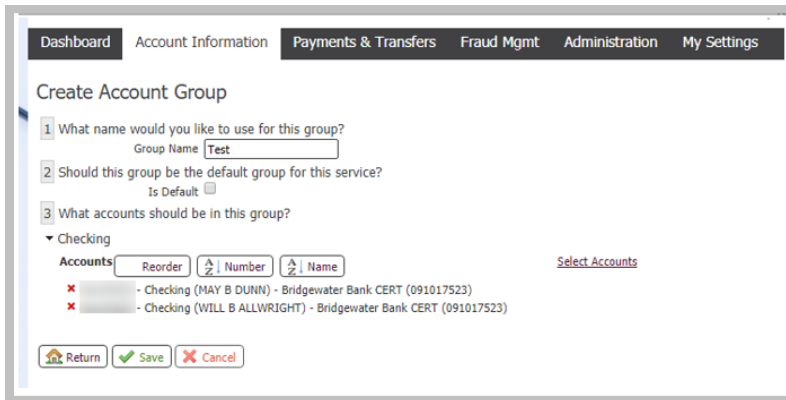 Dashboard Account Information Payments & Transfers Fraud Mgmt Administration My Settings
Create Account Group
1 What name would you like to use for this group?
Group Name Test
2 Should this group be the default group for this service?
Is Default
3 What accounts should be in this group?
Checking
Accounts Reorder A Z Number A Z Name Select Accounts
- Checking (MAY B DUNN) - Bridgewater Bank CERT (091017523)
- Checking (WILL B ALLWRIGHT) - Bridgewater Bank CERT (091017523)
Return Save Cancel